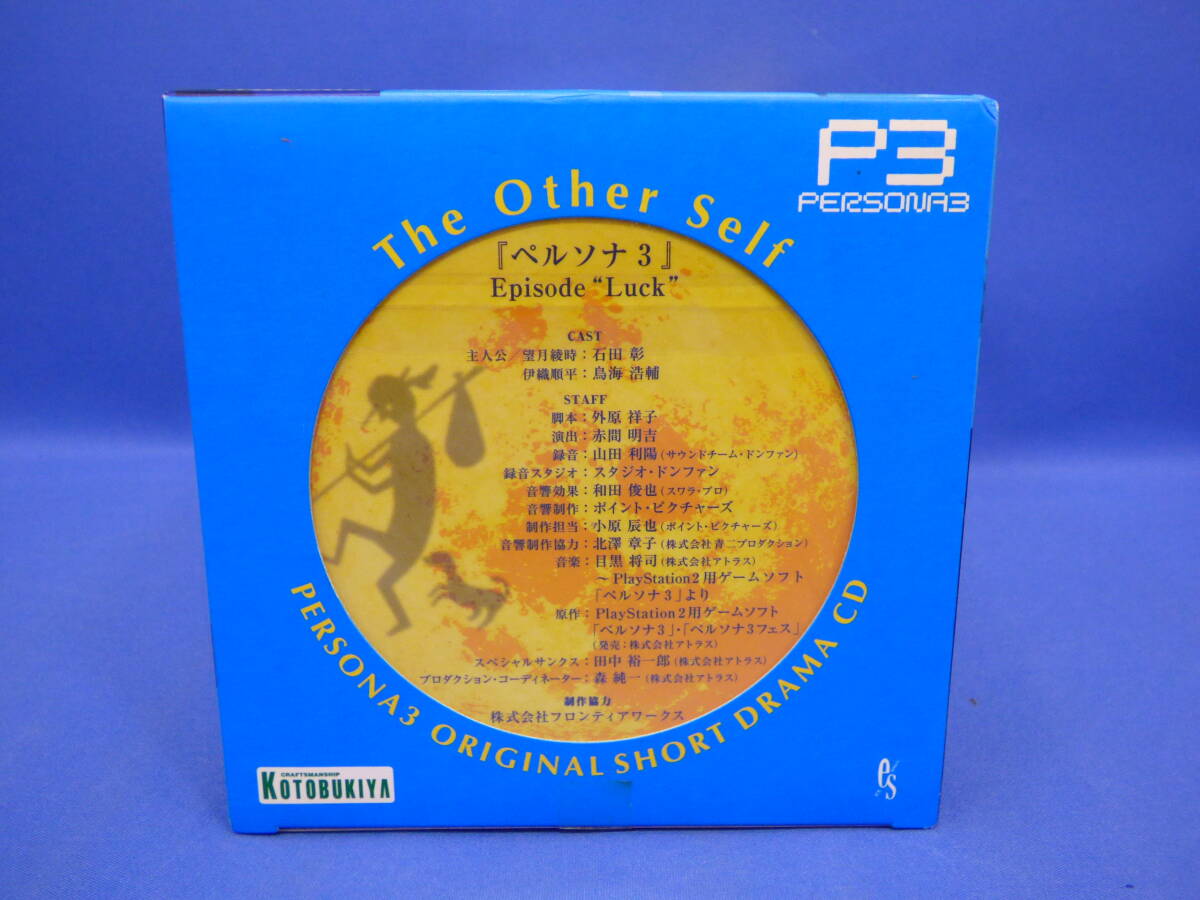 P3
PERSONA3
The Other Self
『ペルソナ 3』
Episode “Luck”
CAST
主人公／望月綾時：石田 彰
伊織順平：鳥海 浩輔
STAFF
脚本：外原 祥子
演出：赤間 明吉
録音：山田 利陽（サウンドチーム・ドンファン）
録音スタジオ：スタジオ・ドンファン
音響効果：和田 俊也（スワラ・プロ）
音響制作：ポイント・ピクチャーズ
制作担当：小原 辰也（ポイント・ピクチャーズ）
音響制作協力：北澤 章子（株式会社青二プロダクション）
音楽：目黒 将司（株式会社アトラス）
～PlayStation2用ゲームソフト
「ペルソナ3」より
原作：PlayStation2用ゲームソフト
「ペルソナ3」・「ペルソナ3フェス」
（発売：株式会社アトラス）
スペシャルサンクス：田中 裕一郎（株式会社アトラス）
プロダクション・コーディネーター：森 純一（株式会社アトラス）
制作協力
株式会社フロンティアワークス
PERSONA3 ORIGINAL SHORT DRAMA CD
CRAFTSMANSHIP
KOTOBUKIYA
e's